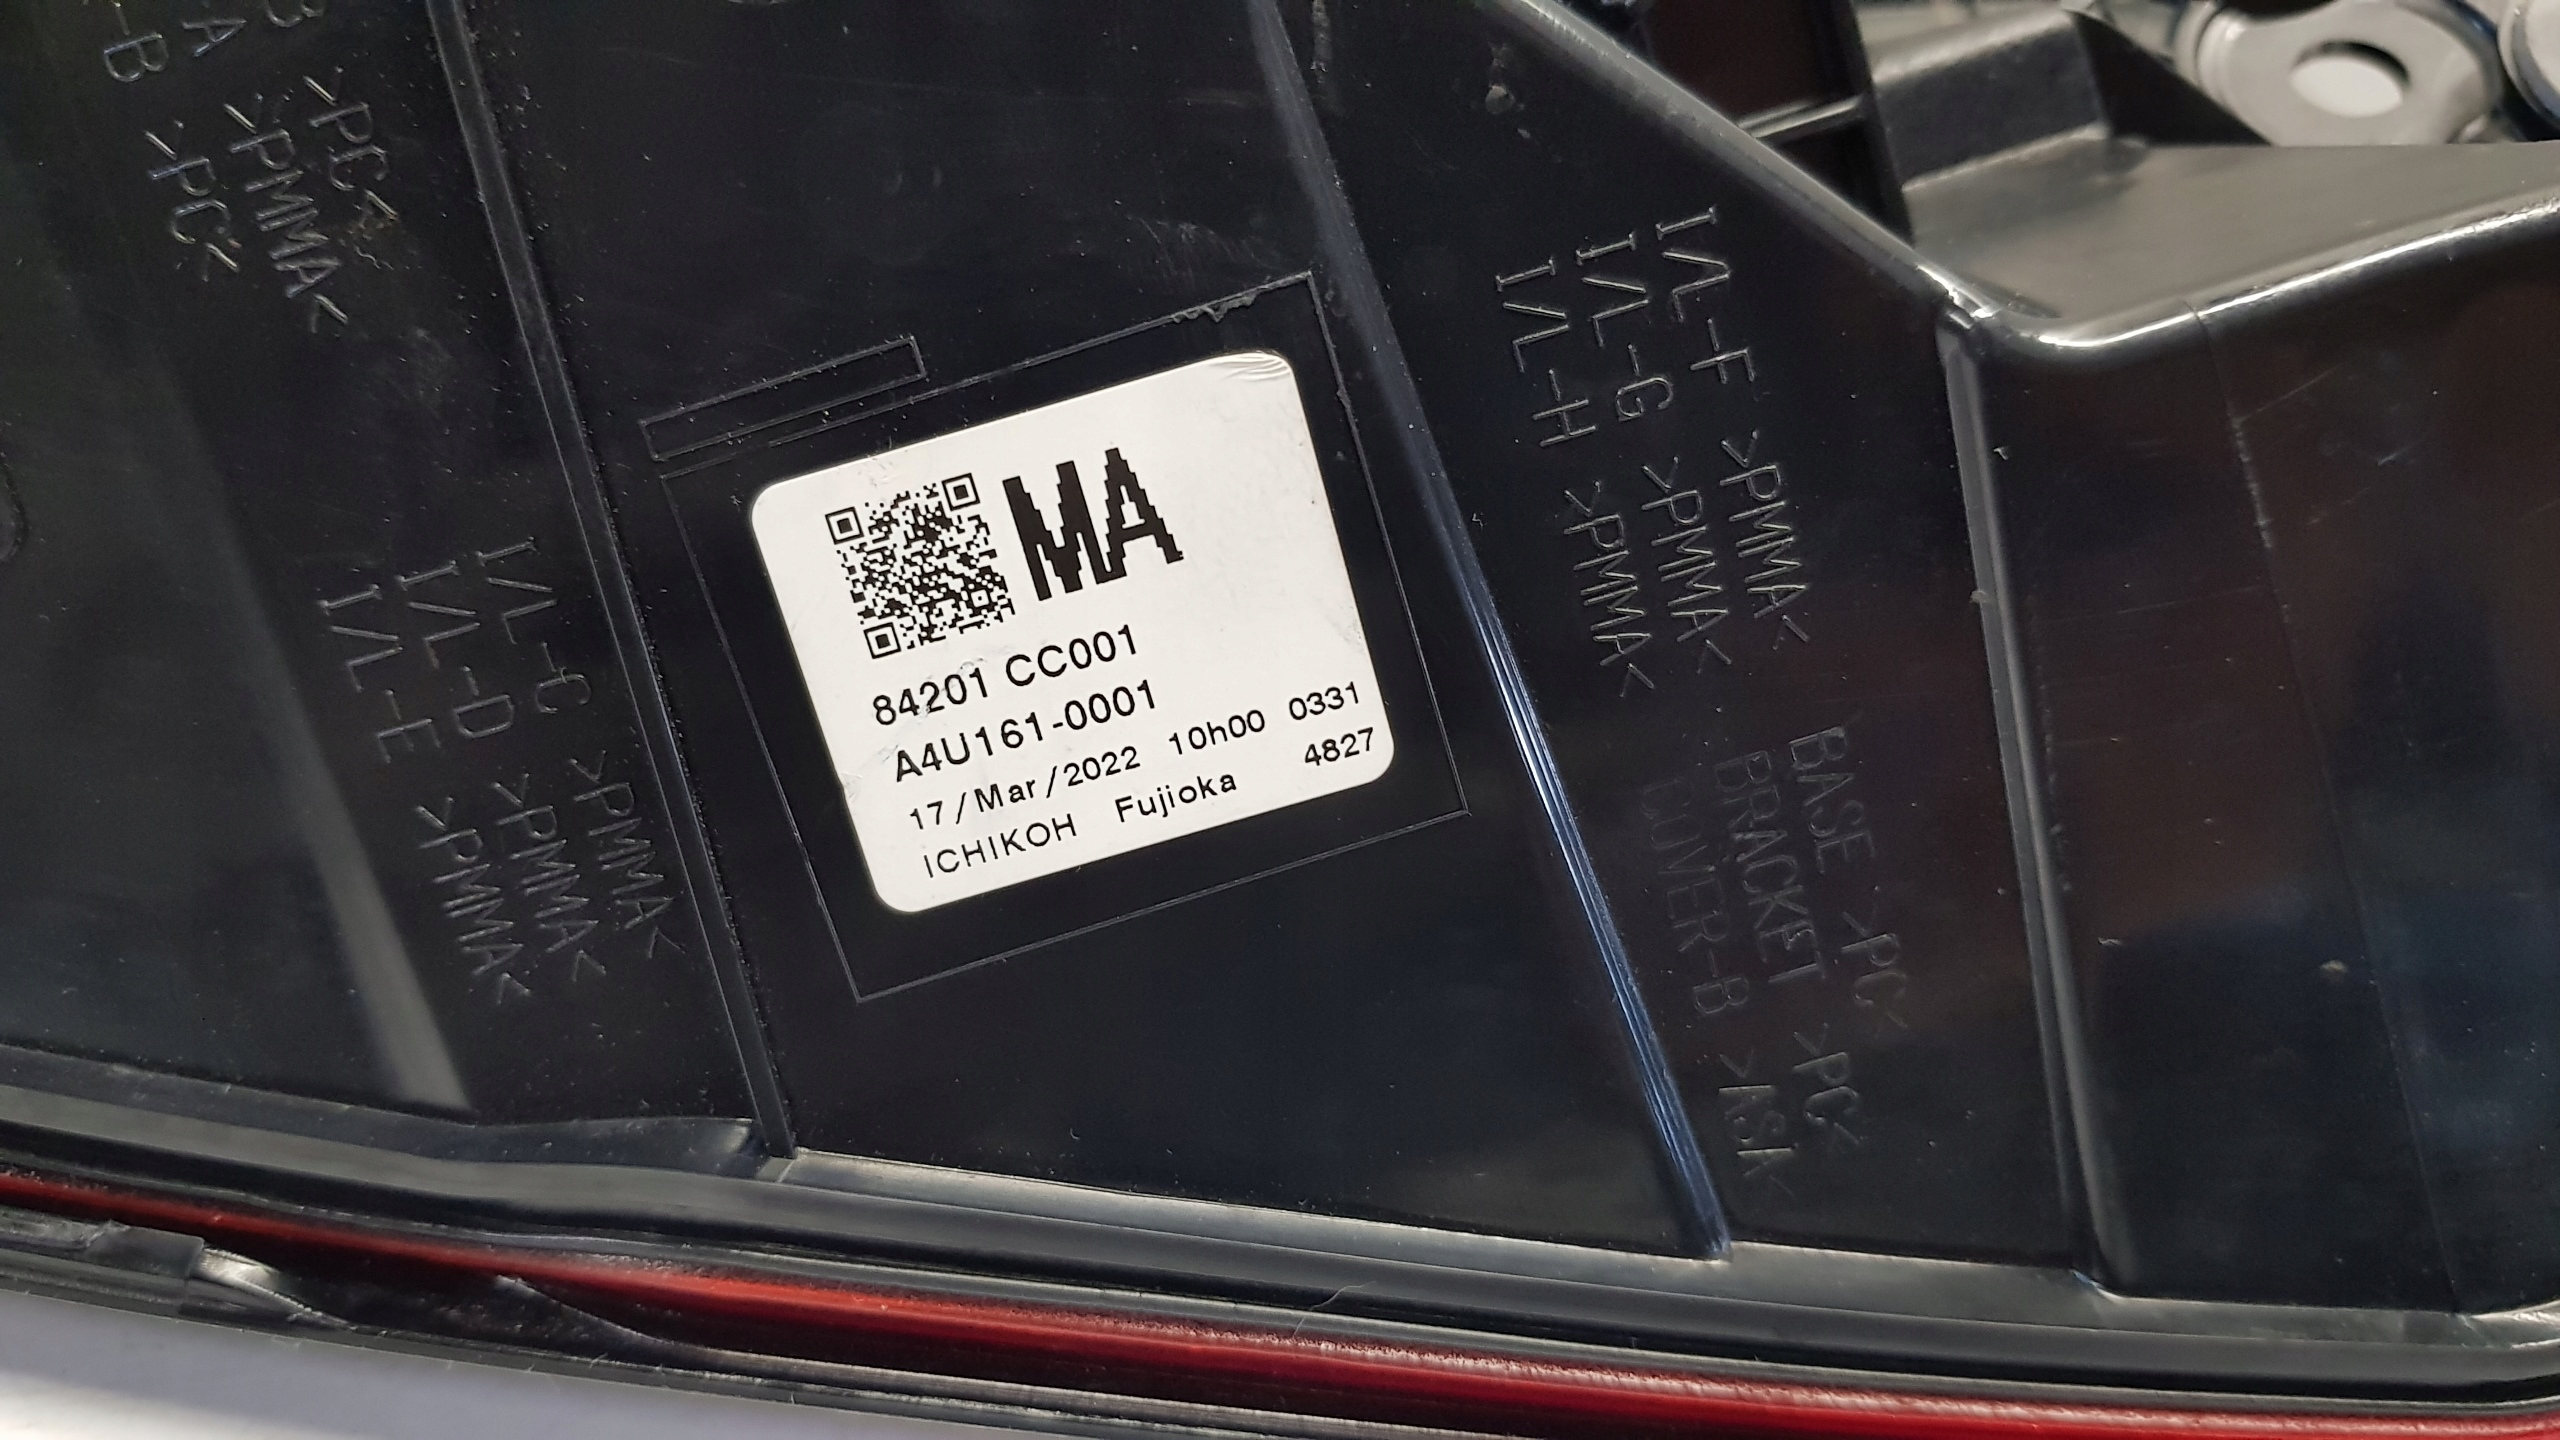 >PC<
-A >PMMA<
-B >PC<
I/L-C >PMMA<
I/L-D >PMMA<
I/L-E >PMMA<
MA
84201 CC001
A4U161-0001
17/Mar/2022 10h00 0331
ICHIKOH Fujioka 4827
I/L-F >PMMA<
I/L-G >PMMA<
I/L-H >PMMA<
BASE >PC<
BRACKET >PC<
COVER-B >ASA<